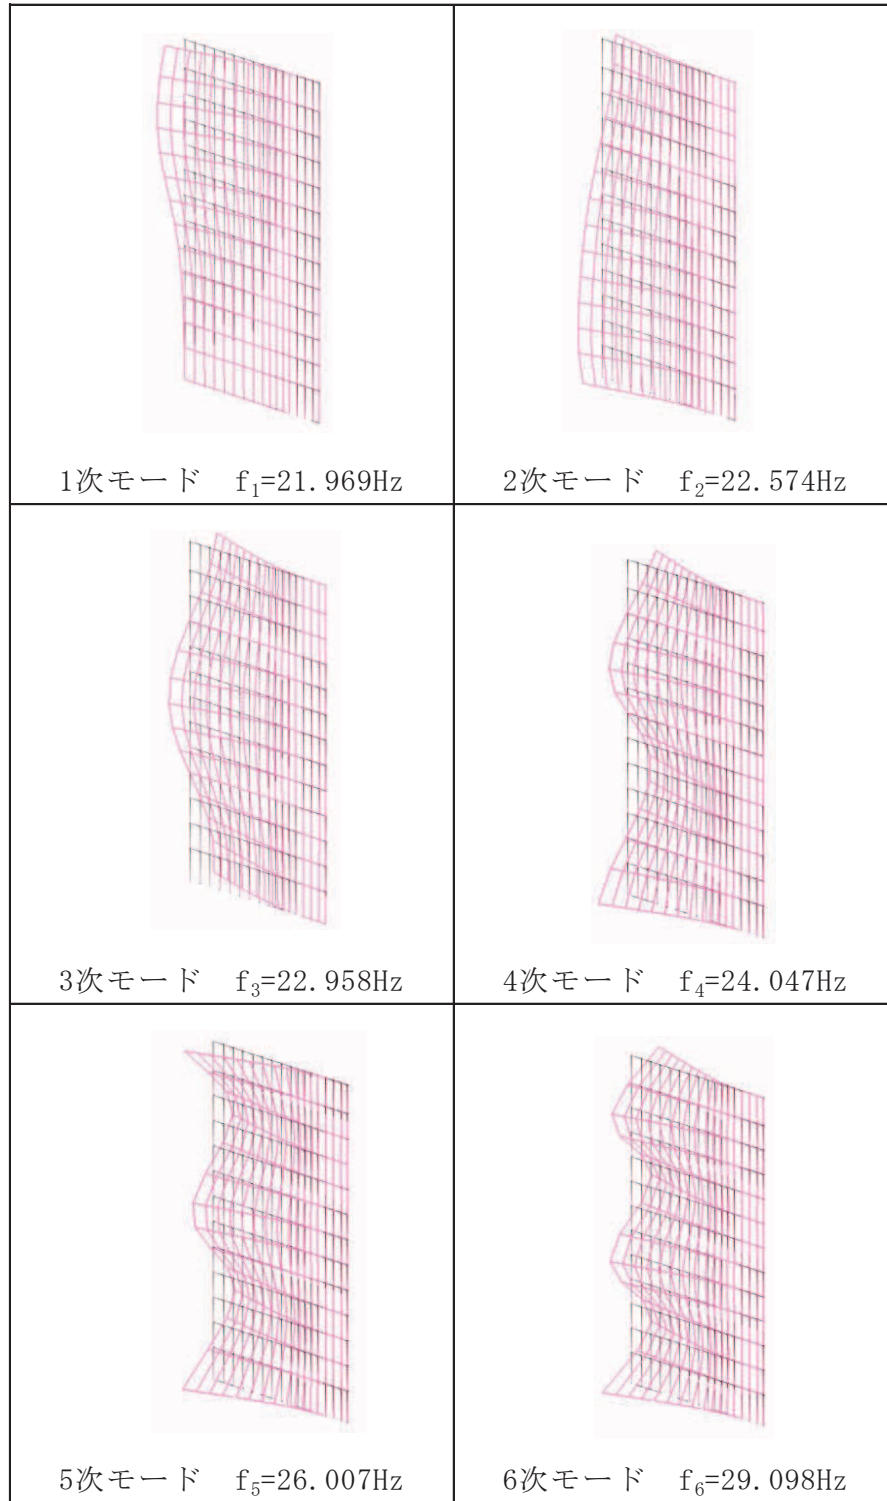 1次モード f₁=21.969Hz
2次モード f₂=22.574Hz
3次モード f₃=22.958Hz
4次モード f₄=24.047Hz
5次モード f₅=26.007Hz
6次モード f₆=29.098Hz